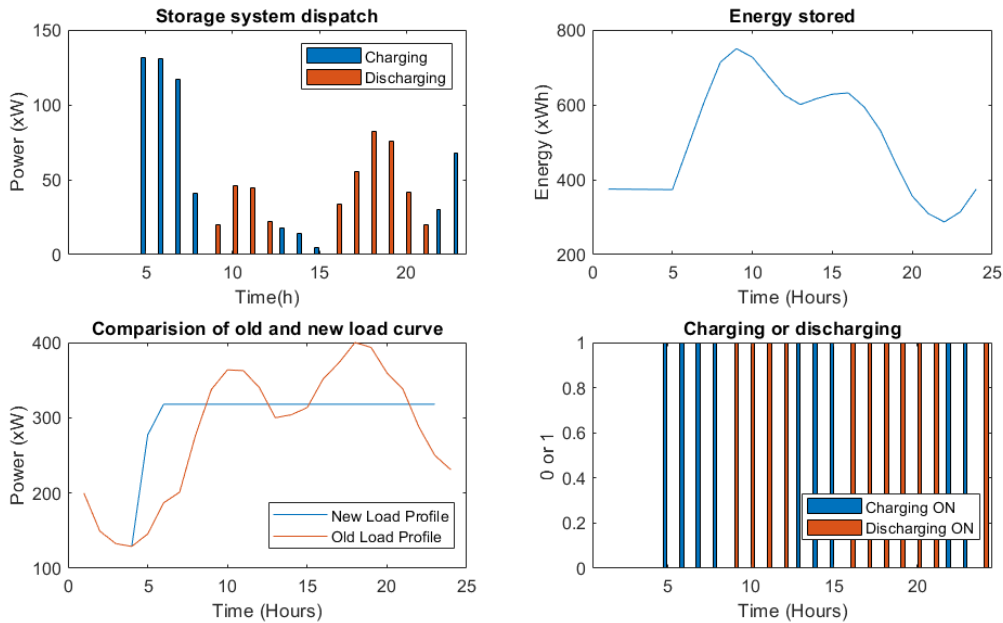 Storage system dispatch
150
100
50
0
Power (xW)
Charging
Discharging
5
10
15
20
Time(h)
Energy stored
800
600
400
200
Energy (xWh)
0
5
10
15
20
25
Time (Hours)
Comparision of old and new load curve
400
300
200
100
Power (xW)
New Load Profile
Old Load Profile
0
5
10
15
20
25
Time (Hours)
Charging or discharging
1
0.8
0.6
0.4
0.2
0
0 or 1
Charging ON
Discharging ON
5
10
15
20
Time (Hours)